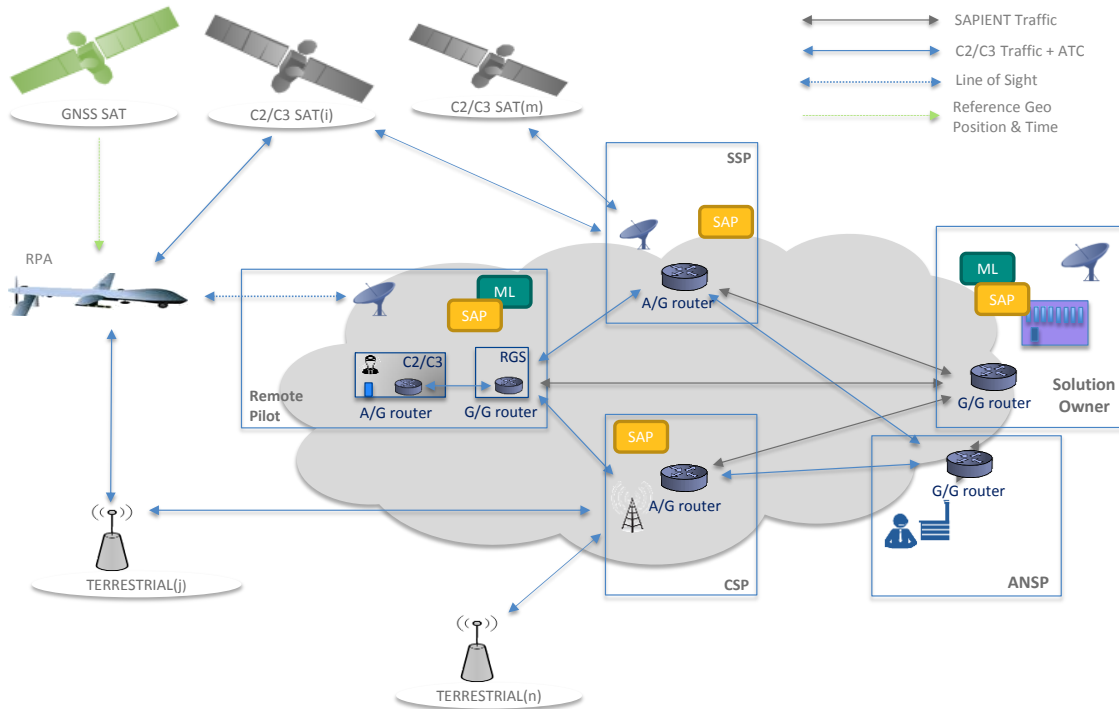 SAPIENT Traffic
C2/C3 Traffic + ATC
Line of Sight
Reference Geo
Position & Time
GNSS SAT
C2/C3 SAT(i)
C2/C3 SAT(m)
SSP
SAP
A/G router
RPA
ML
SAP
C2/C3
RGS
A/G router
G/G router
Remote
Pilot
ML
SAP
G/G router
Solution
Owner
SAP
A/G router
CSP
G/G router
ANSP
TERRESTRIAL(j)
TERRESTRIAL(n)